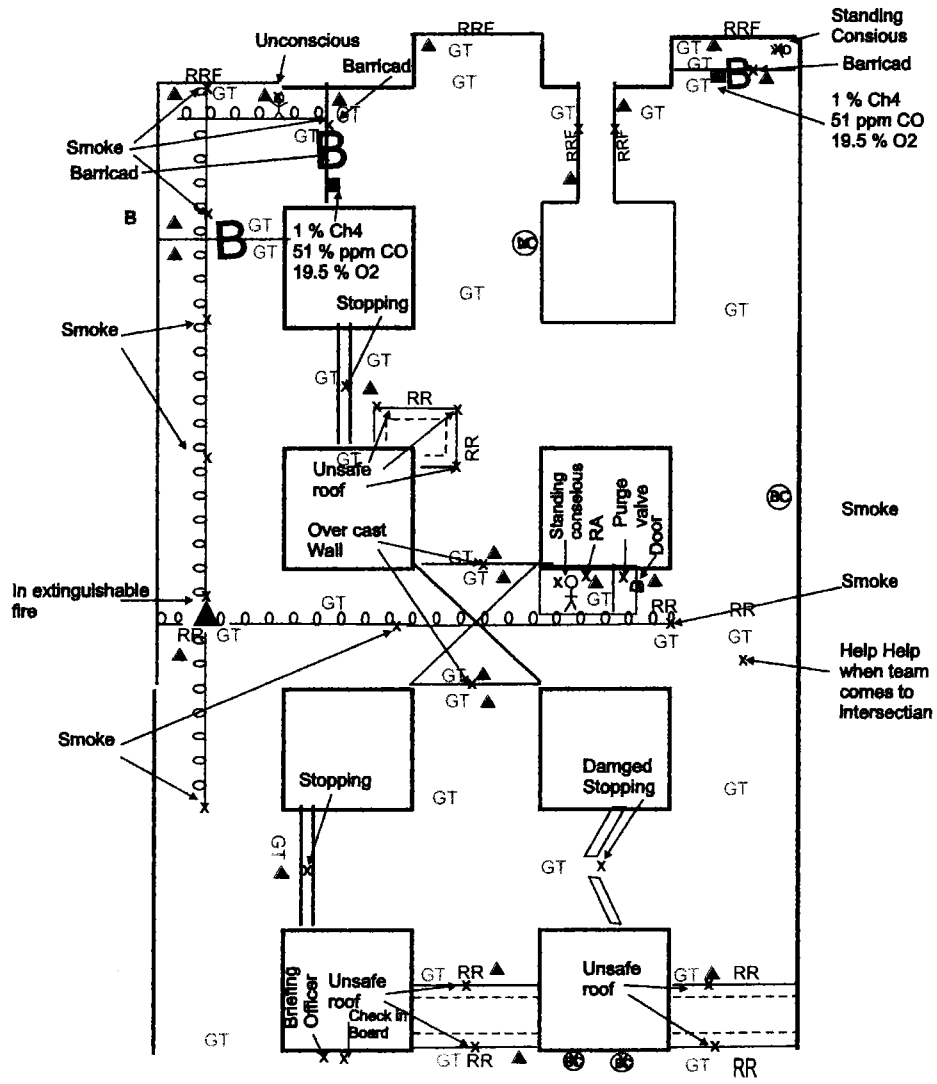 RRF
Standing
Consious
Unconscious
GT
GT
Barricad
GT
GT
B
Barricad
RRF
GT
GT
1 % Ch4
51 ppm CO
19.5 % O2
GT
GT
GT
GT
RRF
RRF
Smoke
B
Barricad
B
B
GT
GT
1 % Ch4
51 % ppm CO
19.5 % O2
BC
Stopping
GT
GT
Smoke
GT
GT
RR
RR
GT
Unsafe
roof
Standing
conselous
RA
Purge
valve
Door
BC
Smoke
Over cast
Wall
GT
GT
GT
Smoke
In extinguishable
fire
GT
RR
RR
RR
GT
GT
Help Help
when team
comes to
Intersectian
GT
GT
Smoke
Stopping
Damged
Stopping
GT
GT
GT
GT
Briefing
Officer
Unsafe
roof
Check In
Board
GT
RR
Unsafe
roof
GT
RR
GT
GT
RR
BC
BC
GT
RR